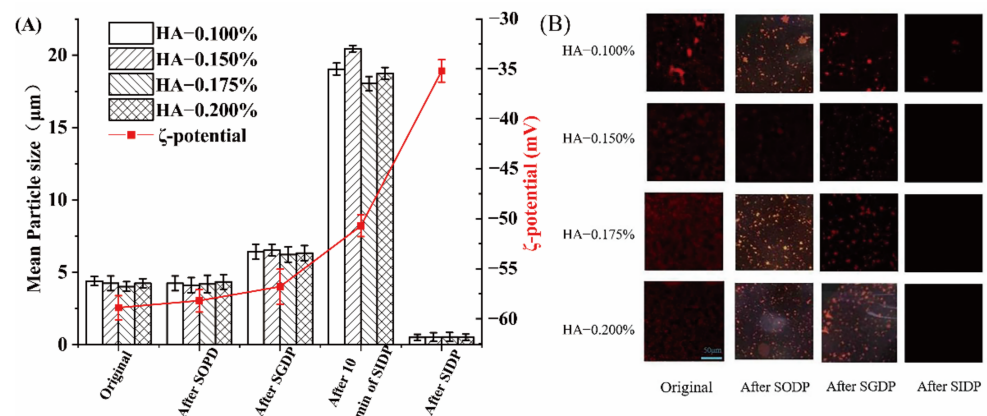 (A)
HA−0.100%
HA−0.150%
HA−0.175%
HA−0.200%
ζ-potential
Mean Particle size (μm)
20
15
10
5
0
−30
−35
−40
−45
−50
−55
−60
ζ-potential (mV)
Original
After SOPD
After SGDP
After 10
min of SIDP
After SIDP
(B)
HA−0.100%
HA−0.150%
HA−0.175%
HA−0.200%
50μm
Original
After SODP
After SGDP
After SIDP